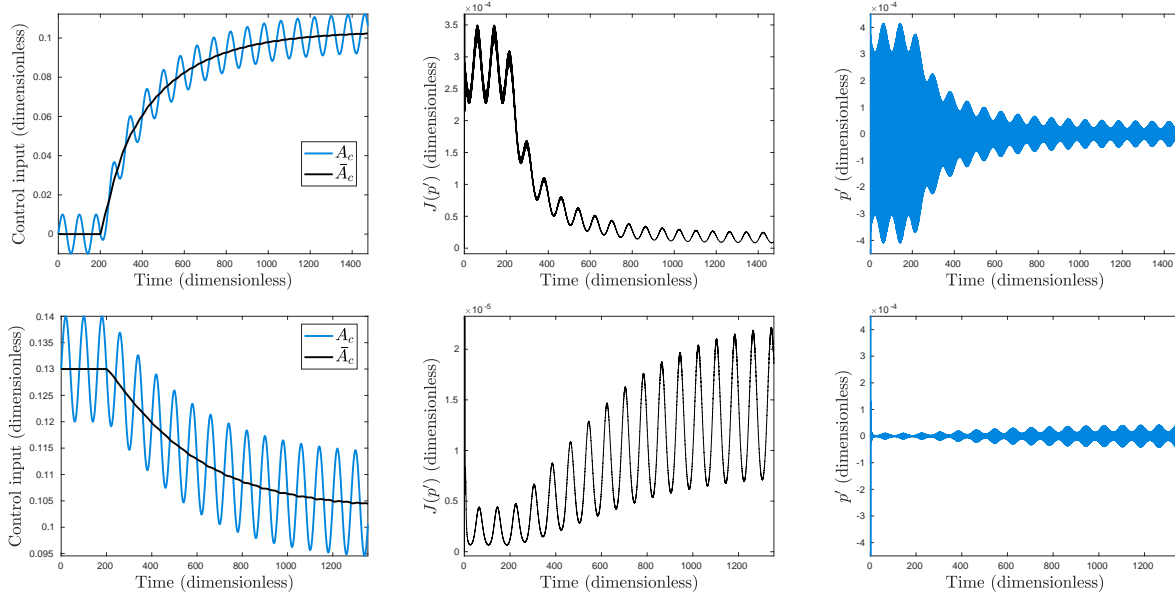 Control input (dimensionless)
0.1
0.08
0.06
0.04
0.02
0
A_c
Ā_c
0 200 400 600 800 1000 1200 1400
Time (dimensionless)
×10⁻⁴
J(p′) (dimensionless)
3.5
3
2.5
2
1.5
1
0.5
0
0 200 400 600 800 1000 1200 1400
Time (dimensionless)
×10⁻⁴
p′ (dimensionless)
4
3
2
1
0
-1
-2
-3
-4
0 200 400 600 800 1000 1200 1400
Time (dimensionless)
Control input (dimensionless)
0.14
0.135
0.13
0.125
0.12
0.115
0.11
0.105
0.1
0.095
A_c
Ā_c
0 200 400 600 800 1000 1200
Time (dimensionless)
×10⁻⁵
J(p′) (dimensionless)
2
1.5
1
0.5
0
0 200 400 600 800 1000 1200
Time (dimensionless)
×10⁻⁴
p′ (dimensionless)
4
3
2
1
0
-1
-2
-3
-4
0 200 400 600 800 1000 1200
Time (dimensionless)